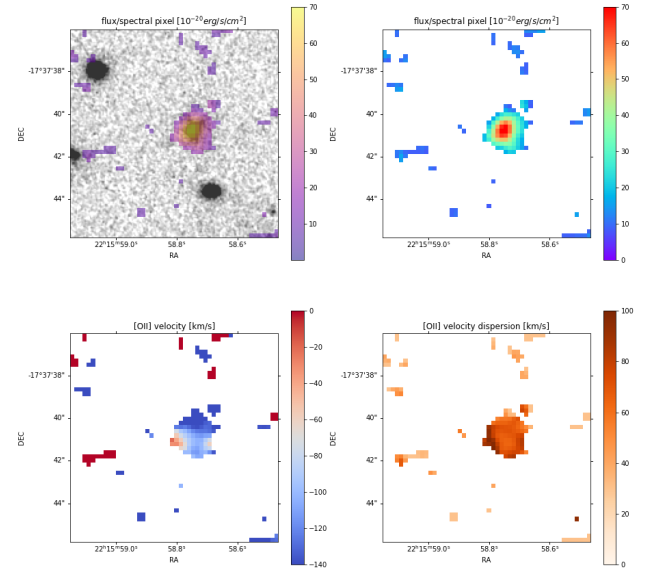 flux/spectral pixel [10⁻²⁰erg/s/cm²]
70
60
50
40
30
20
10
-17°37'38"
40"
42"
44"
DEC
22ʰ15ᵐ59.0ˢ
58.8ˢ
58.6ˢ
RA
flux/spectral pixel [10⁻²⁰erg/s/cm²]
70
60
50
40
30
20
10
0
-17°37'38"
40"
42"
44"
DEC
22ʰ15ᵐ59.0ˢ
58.8ˢ
58.6ˢ
RA
[OII] velocity [km/s]
0
−20
−40
−60
−80
−100
−120
−140
-17°37'38"
40"
42"
44"
DEC
22ʰ15ᵐ59.0ˢ
58.8ˢ
58.6ˢ
RA
[OII] velocity dispersion [km/s]
100
80
60
40
20
0
-17°37'38"
40"
42"
44"
DEC
22ʰ15ᵐ59.0ˢ
58.8ˢ
58.6ˢ
RA